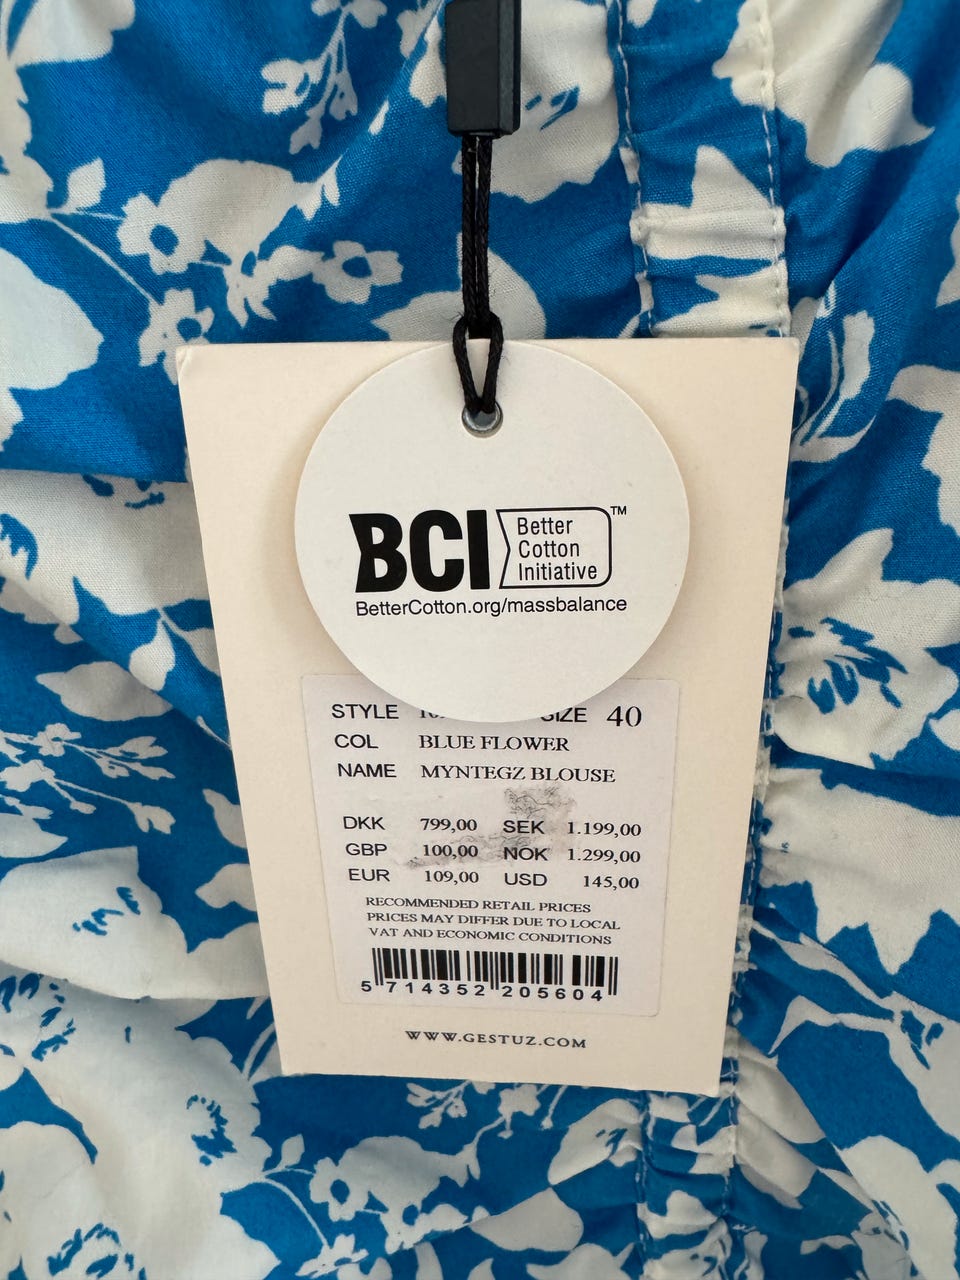 BCI Better
Cotton
Initiative™
BetterCotton.org/massbalance
STYLE SIZE 40
COL BLUE FLOWER
NAME MYNTEGZ BLOUSE
DKK 799,00 SEK 1.199,00
GBP 100,00 NOK 1.299,00
EUR 109,00 USD 145,00
RECOMMENDED RETAIL PRICES
PRICES MAY DIFFER DUE TO LOCAL
VAT AND ECONOMIC CONDITIONS
5 714352 205604
WWW.GESTUZ.COM